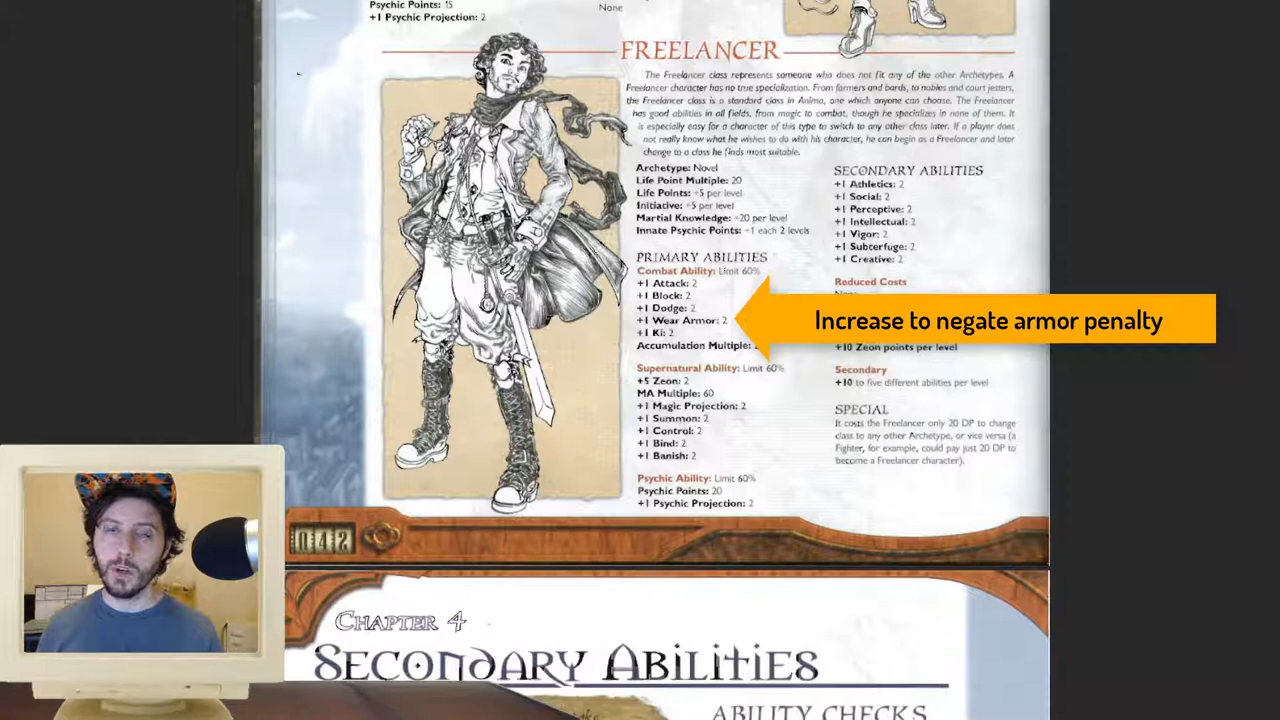 Psychic Points: 15
+1 Psychic Projection: 2
None
FREELANCER
The Freelancer class represents someone who does not fit any of the other Archetypes. A
Freelancer character has no true specialization. From farmers and bards, to nobles and court jesters,
the Freelancer class is a standard class in Anima, one which anyone can choose. The Freelancer
has good abilities in all fields, from magic to combat, though he specializes in none of them. It
is especially easy for a character of this type to switch to any other class later. If a player does
not really know what he wishes to do with his character, he can begin as a Freelancer and later
change to a class he finds most suitable.
Archetype: Novel
Life Point Multiple: 20
Life Points: +5 per level
Initiative: +5 per level
Martial Knowledge: +20 per level
Innate Psychic Points: +1 each 2 levels
PRIMARY ABILITIES
Combat Ability: Limit 60%
+1 Attack: 2
+1 Block: 2
+1 Dodge: 2
+1 Wear Armor: 2
+1 Ki: 2
Accumulation Multiple:
Supernatural Ability: Limit 60%
+5 Zeon: 2
MA Multiple: 60
+1 Magic Projection: 2
+1 Summon: 2
+1 Control: 2
+1 Bind: 2
+1 Banish: 2
Psychic Ability: Limit 60%
Psychic Points: 20
+1 Psychic Projection: 2
SECONDARY ABILITIES
+1 Athletics: 2
+1 Social: 2
+1 Perceptive: 2
+1 Intellectual: 2
+1 Vigor: 2
+1 Subterfuge: 2
+1 Creative: 2
Reduced Costs
Increase to negate armor penalty
+10 Zeon points per level
Secondary
+10 to five different abilities per level
SPECIAL
It costs the Freelancer only 20 DP to change
class to any other Archetype, or vice versa (a
Fighter, for example, could pay just 20 DP to
become a Freelancer character).
042
CHAPTER 4
SECONDARY ABILITIES
ABILITY CHECKS